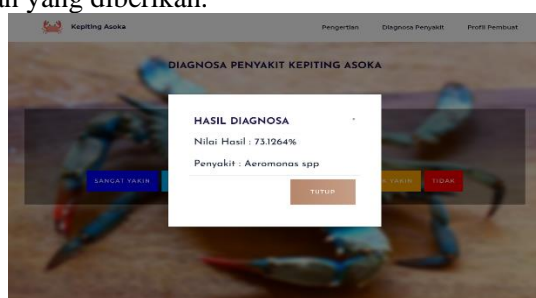 an yang diberikan.
Kepiting Asoka
Pengertian Diagnosa Penyakit Profil Pembuat
DIAGNOSA PENYAKIT KEPITING ASOKA
HASIL DIAGNOSA
Nilai Hasil : 73.1264%
Penyakit : Aeromonas spp
SANGAT YAKIN YAKIN TIDAK
TUTUP